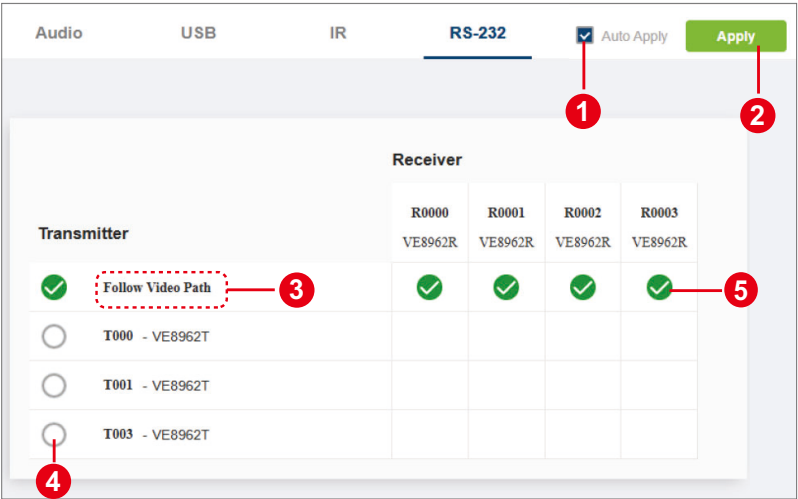 Audio USB IR RS-232 Auto Apply Apply
1 2
Receiver
R0000 R0001 R0002 R0003
Transmitter
VE8962R VE8962R VE8962R VE8962R
Follow Video Path 3 5
T000 - VE8962T
T001 - VE8962T
T003 - VE8962T
4